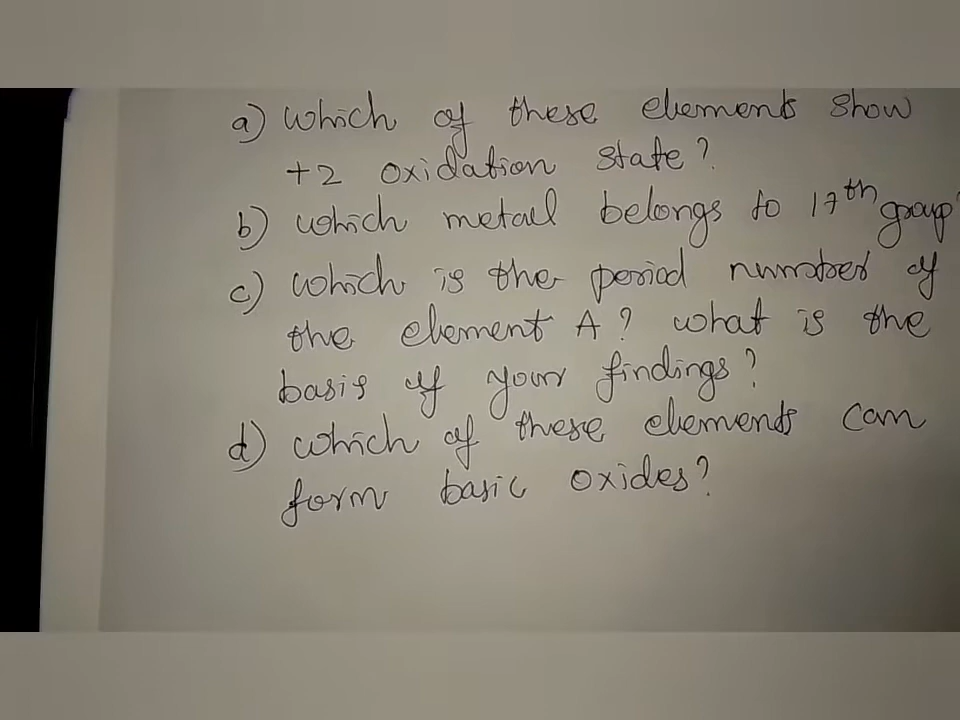 a) which of these elements show
+2 oxidation state?
b) which metall belongs to 17th group?
c) which is the period number of
the element A? what is the
basis of your findings?
d) which of these elements can
form basic oxides?